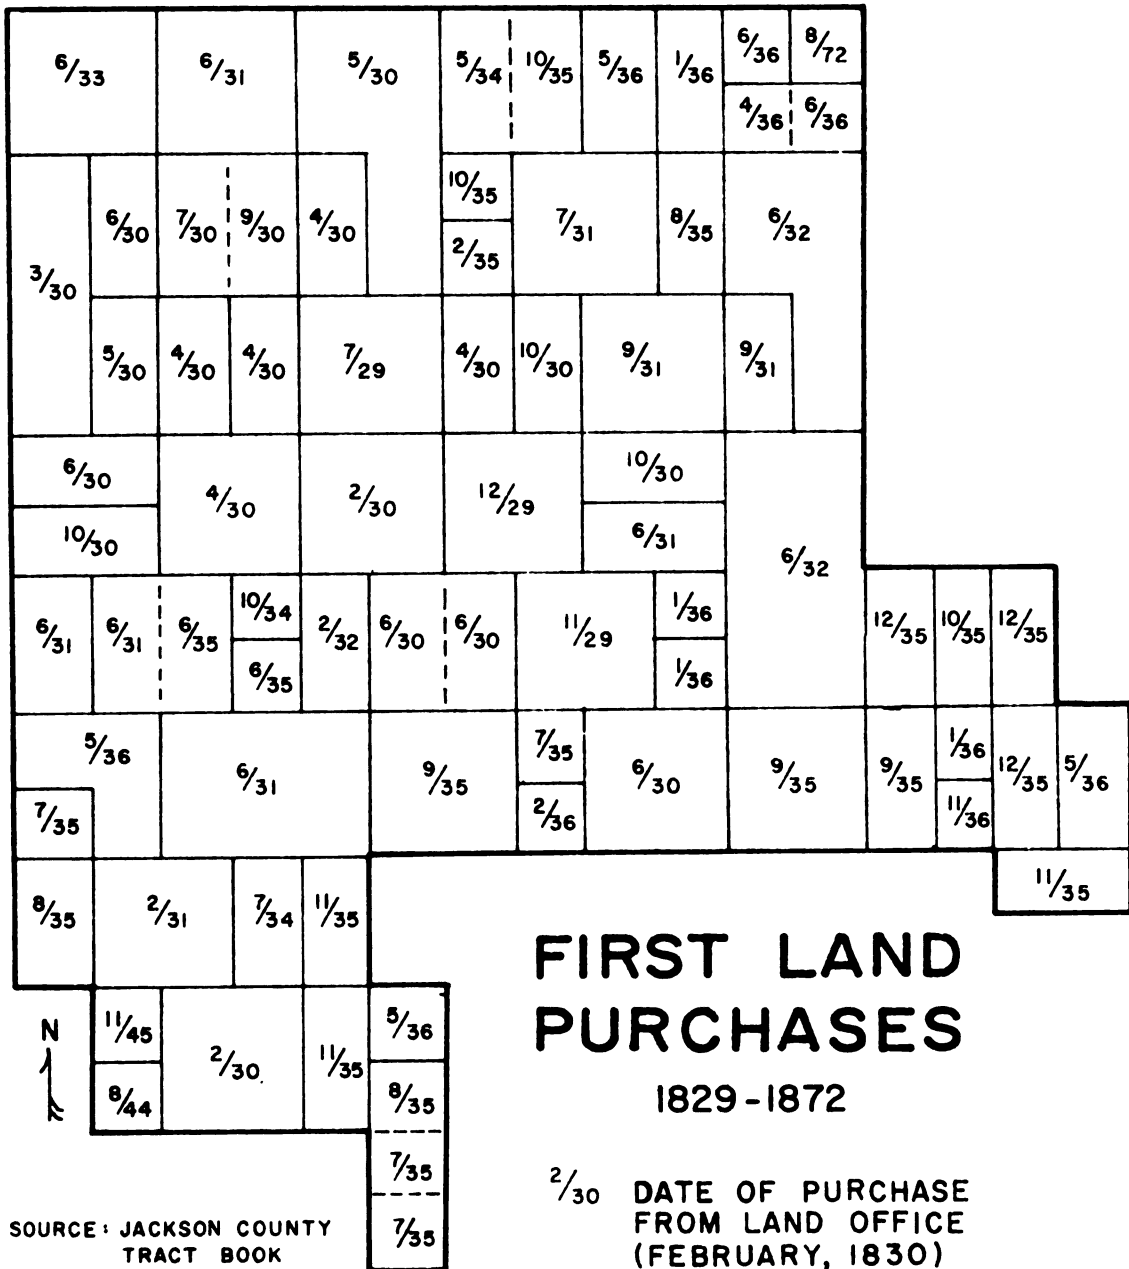 6/33 6/31 5/30 5/34 10/35 5/36 1/36 6/36 8/72
4/36 6/36
10/35
6/30 7/30 9/30 4/30 7/31 8/35 6/32
2/35
3/30
5/30 4/30 4/30 7/29 4/30 10/30 9/31 9/31
6/30 10/30
4/30 2/30 12/29
10/30 6/31
6/32
10/34 1/36
6/31 6/31 6/35 2/32 6/30 6/30 11/29 12/35 10/35 12/35
6/35 1/36
5/36 7/35 1/36
6/31 9/35 6/30 9/35 9/35 12/35 5/36
7/35 2/36 11/36
8/35 2/31 7/34 11/35 11/35
FIRST LAND
PURCHASES
1829-1872
N
11/45 5/36
2/30 11/35
8/44 8/35
7/35
7/35
2/30 DATE OF PURCHASE
FROM LAND OFFICE
(FEBRUARY, 1830)
SOURCE: JACKSON COUNTY
TRACT BOOK